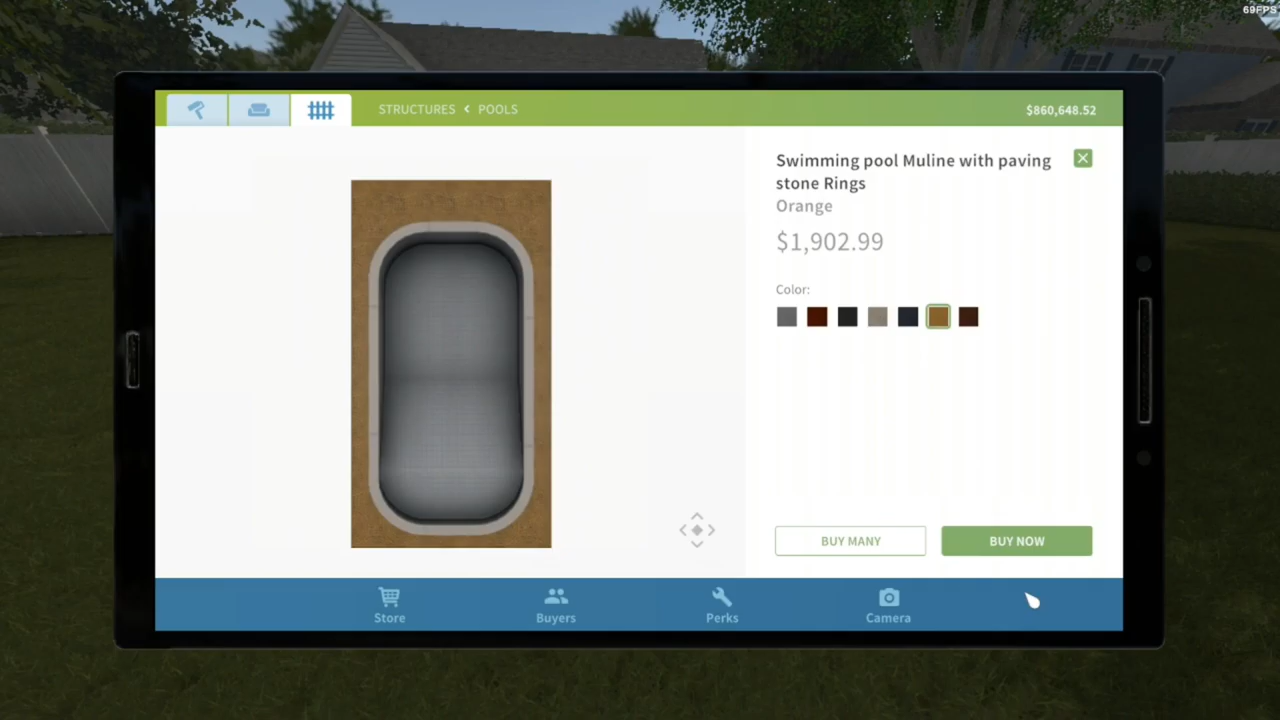 69FPS
STRUCTURES < POOLS
$860,648.52
Swimming pool Muline with paving
stone Rings
Orange
$1,902.99
Color:
BUY MANY
BUY NOW
Store
Buyers
Perks
Camera